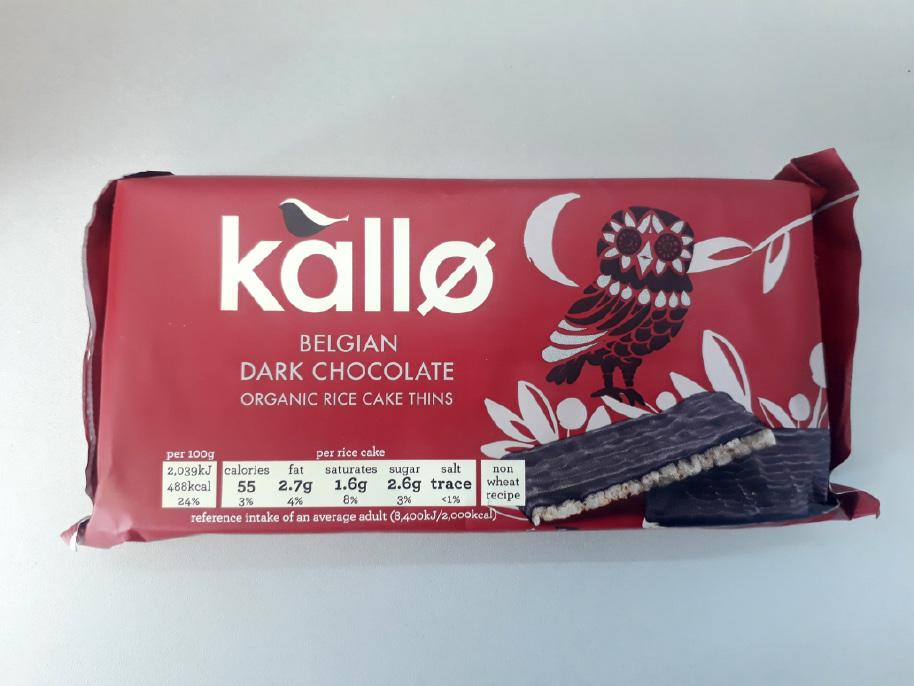 kallø
BELGIAN
DARK CHOCOLATE
ORGANIC RICE CAKE THINS
per 100g per rice cake
2,039kJ calories fat saturates sugar salt non
488kcal 55 2.7g 1.6g 2.6g trace wheat
24% 3% 4% 8% 3% <1% recipe
reference intake of an average adult (8,400kJ/2,000kcal)